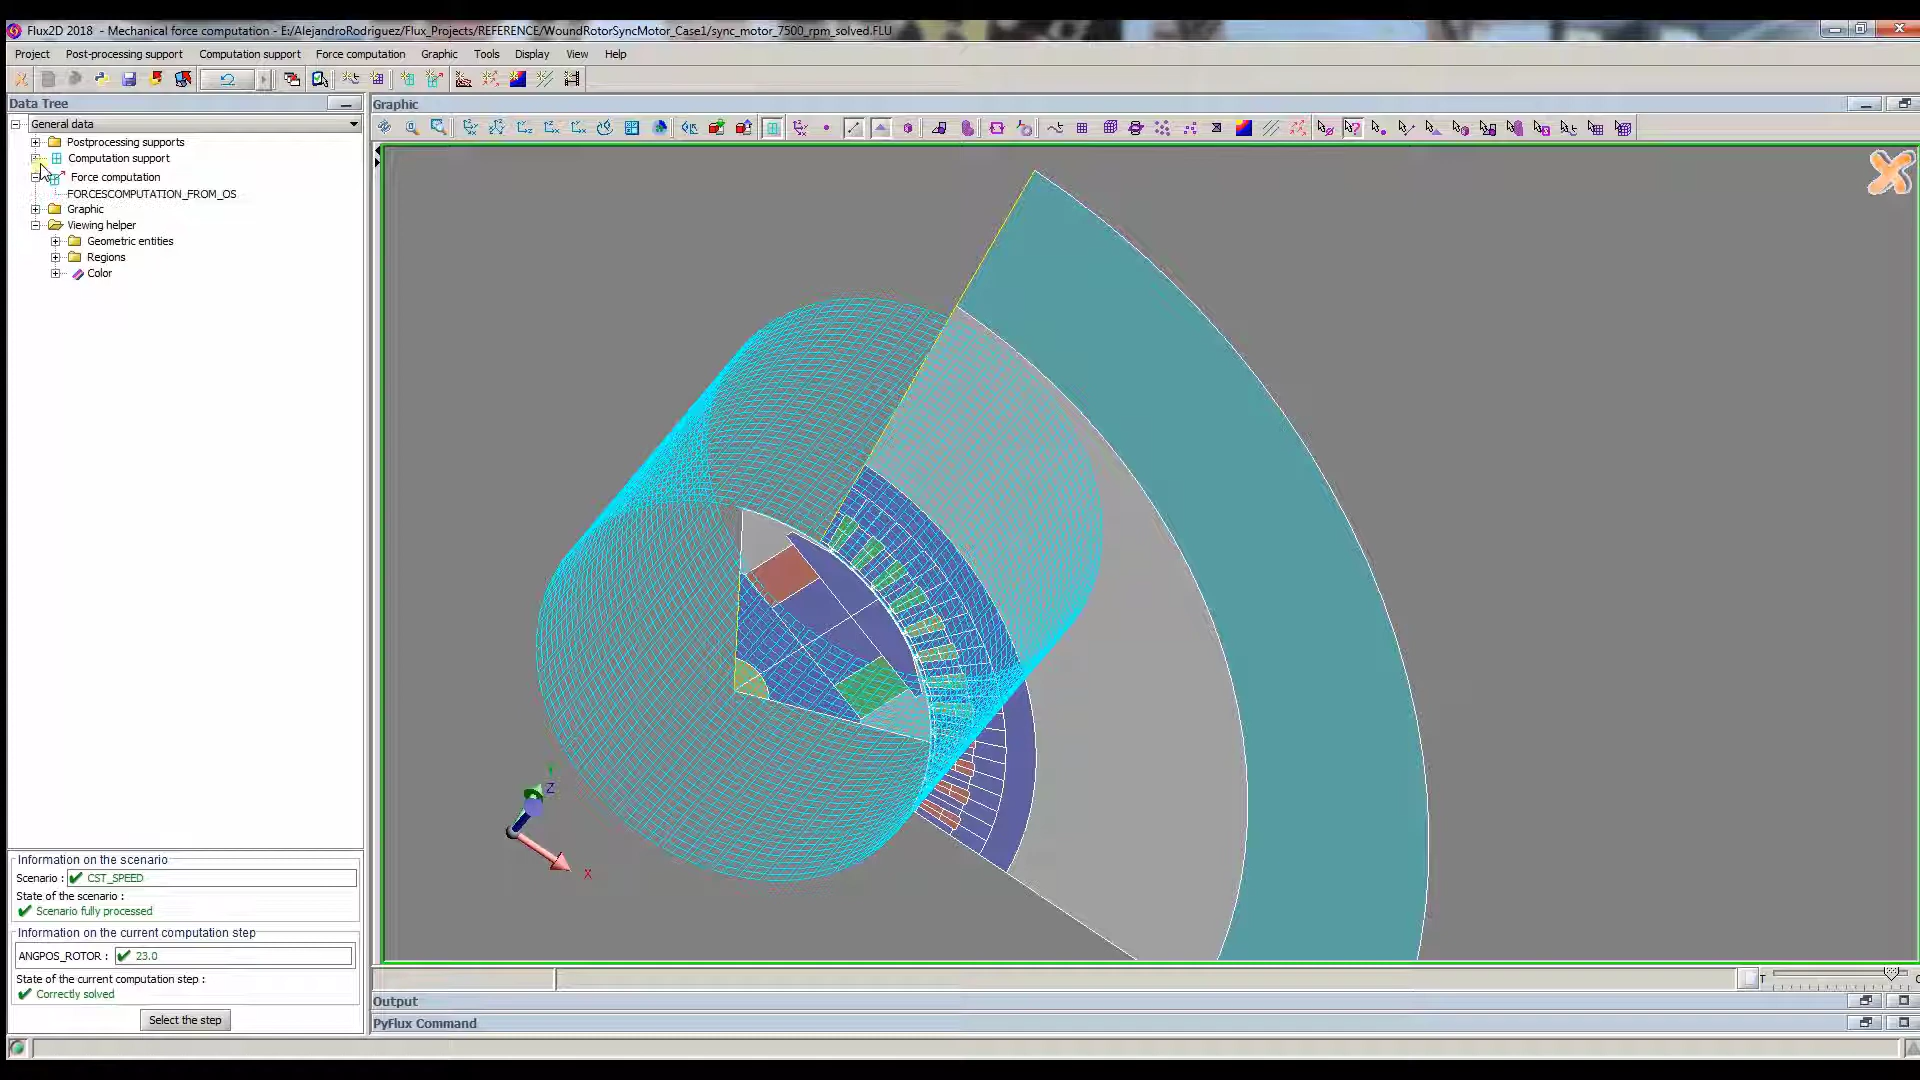 Flux2D 2018 - Mechanical force computation - E:/AlejandroRodriguez/Flux_Projects/REFERENCE/WoundRotorSyncMotor_Case1/sync_motor_7500_rpm_solved.FLU
Project Post-processing support Computation support Force computation Graphic Tools Display View Help
Data Tree
Graphic
General data
Postprocessing supports
Computation support
Force computation
FORCESCOMPUTATION_FROM_OS
Graphic
Viewing helper
Geometric entities
Regions
Color
Z
X
Information on the scenario
Scenario : CST_SPEED
State of the scenario :
Scenario fully processed
Information on the current computation step
ANGPOS_ROTOR : 23.0
State of the current computation step :
Correctly solved
Select the step
T
Output
PyFlux Command